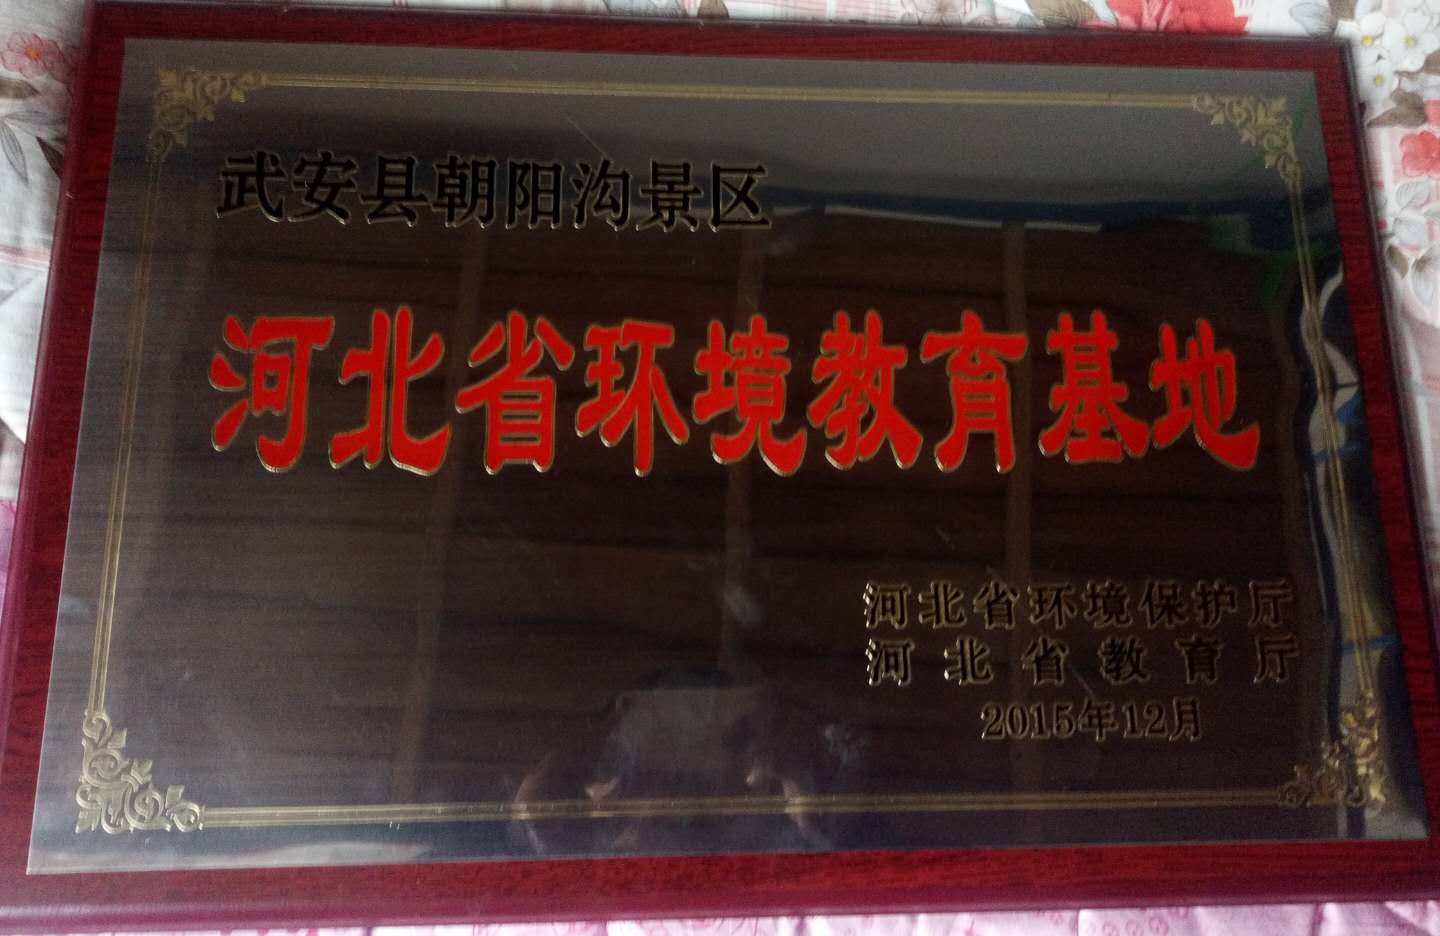 武安县朝阳沟景区
河北省环境教育基地
河北省环境保护厅
河北省教育厅
2015年12月